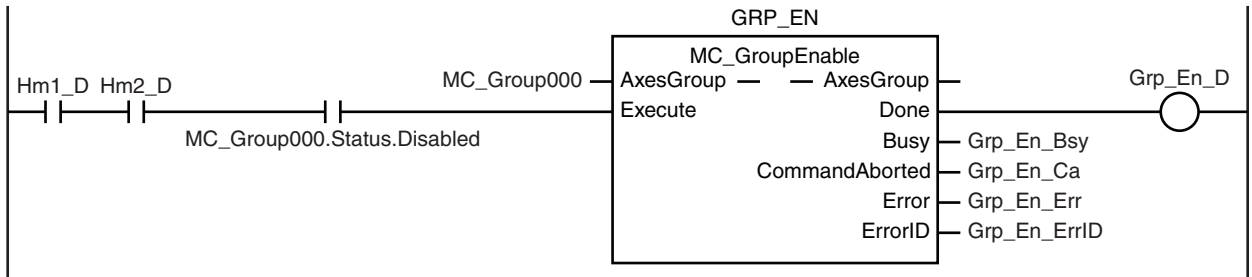 GRP_EN
MC_GroupEnable
Hm1_D Hm2_D MC_Group000 AxesGroup AxesGroup Grp_En_D
Execute Done
MC_Group000.Status.Disabled
Busy Grp_En_Bsy
CommandAborted Grp_En_Ca
Error Grp_En_Err
ErrorID Grp_En_ErrID